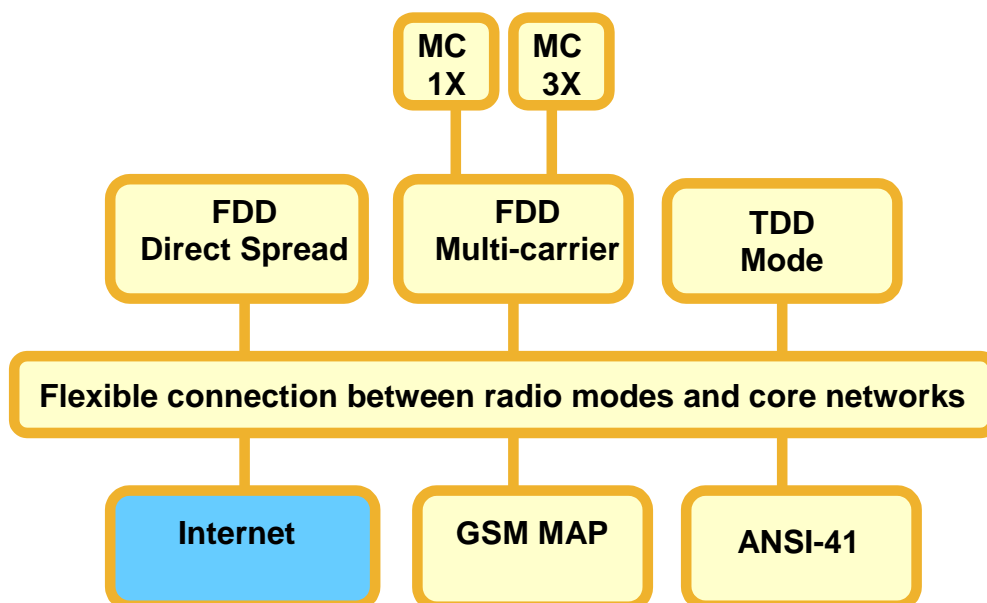 MC
1X
MC
3X
FDD
Direct Spread
FDD
Multi-carrier
TDD
Mode
Flexible connection between radio modes and core networks
Internet
GSM MAP
ANSI-41